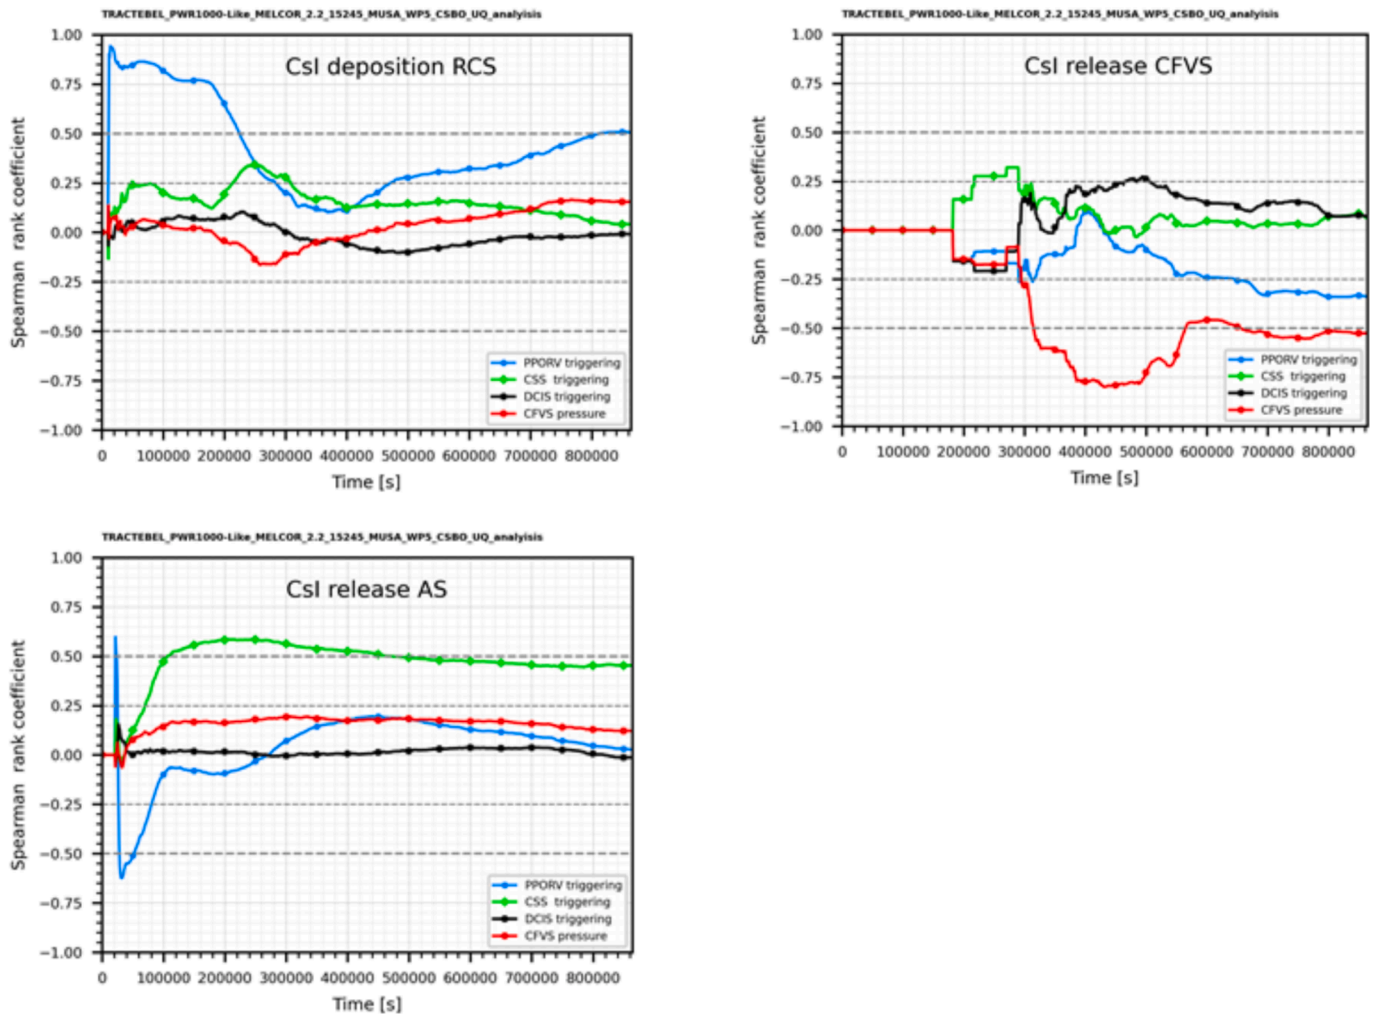 TRACTEBEL_PWR1000-Like_MELCOR_2.2_15245_MUSA_WP5_CSBO_UQ_analyisis
CsI deposition RCS
1.00
0.75
0.50
0.25
0.00
−0.25
−0.50
−0.75
−1.00
Spearman rank coefficient
PPORV triggering
CSS triggering
DCIS triggering
CFVS pressure
0 100000 200000 300000 400000 500000 600000 700000 800000
Time [s]
TRACTEBEL_PWR1000-Like_MELCOR_2.2_15245_MUSA_WP5_CSBO_UQ_analyisis
CsI release CFVS
1.00
0.75
0.50
0.25
0.00
−0.25
−0.50
−0.75
−1.00
Spearman rank coefficient
PPORV triggering
CSS triggering
DCIS triggering
CFVS pressure
0 100000 200000 300000 400000 500000 600000 700000 800000
Time [s]
TRACTEBEL_PWR1000-Like_MELCOR_2.2_15245_MUSA_WP5_CSBO_UQ_analyisis
CsI release AS
1.00
0.75
0.50
0.25
0.00
−0.25
−0.50
−0.75
−1.00
Spearman rank coefficient
PPORV triggering
CSS triggering
DCIS triggering
CFVS pressure
0 100000 200000 300000 400000 500000 600000 700000 800000
Time [s]